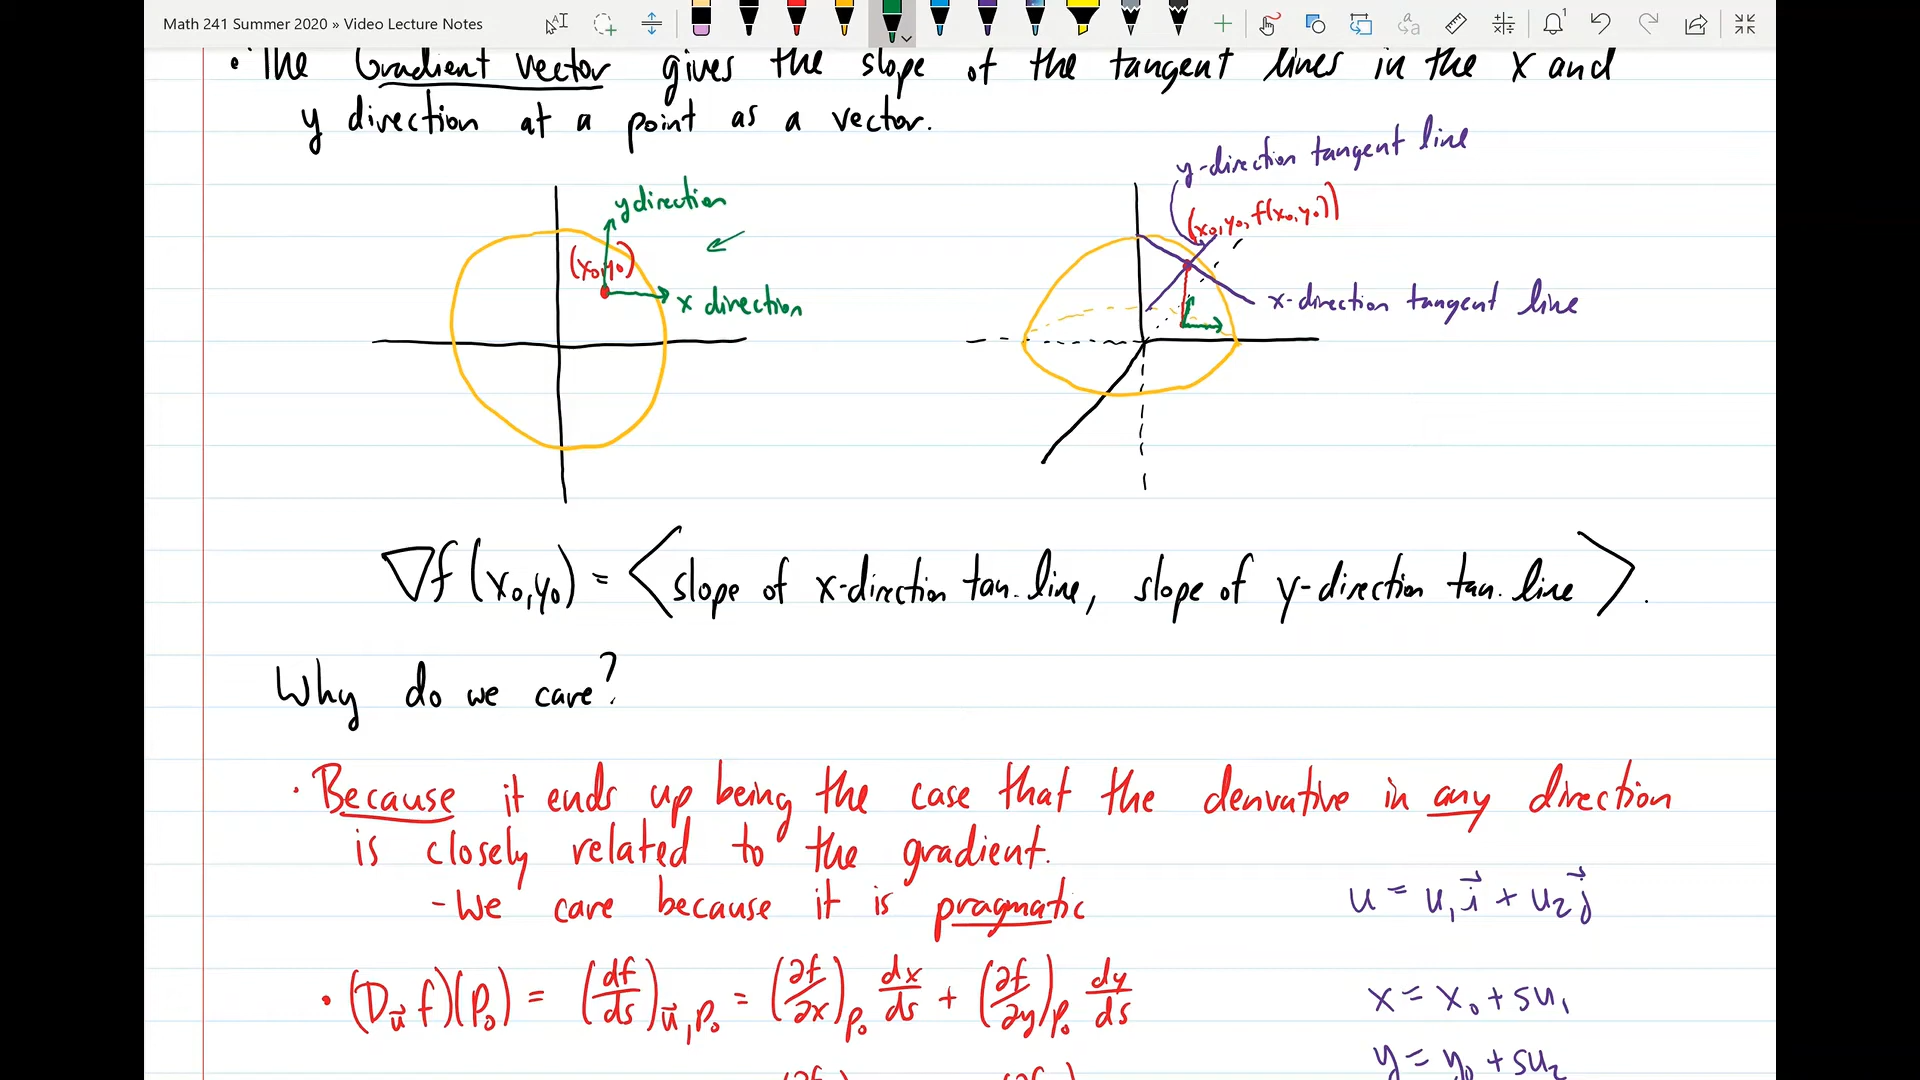 Math 241 Summer 2020 » Video Lecture Notes
• The Gradient vector gives the slope of the tangent lines in the x and
y direction at a point as a vector.
y direction
(x₀,y₀)
x direction
y-direction tangent line
(x₀,y₀,f(x₀,y₀))
x-direction tangent line
∇f(x₀,y₀) = <slope of x-direction tan. line, slope of y-direction tan. line>.
Why do we care?
• Because it ends up being the case that the derivative in any direction
is closely related to the gradient.
- We care because it is pragmatic
u = u₁i⃗ + u₂j⃗
• (D_u⃗ f)(P₀) = (df/ds)_u⃗,P₀ = (∂f/∂x)_P₀ dx/ds + (∂f/∂y)_P₀ dy/ds
x = x₀ + su₁
y = y₀ + su₂